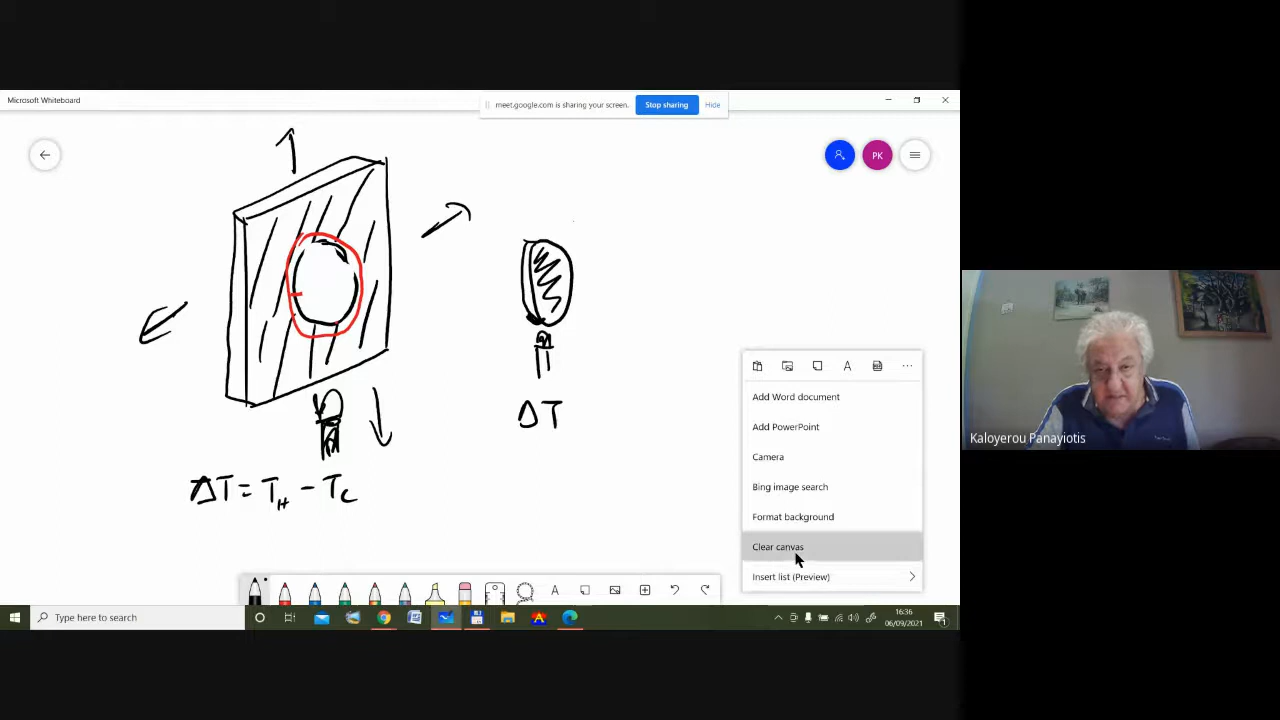 Microsoft Whiteboard
meet.google.com is sharing your screen.
Stop sharing
Hide
PK
ΔT
ΔT = T_H - T_C
Add Word document
Add PowerPoint
Camera
Bing image search
Format background
Clear canvas
Insert list (Preview)
Kaloyerou Panayiotis
Type here to search
16:36
06/09/2021